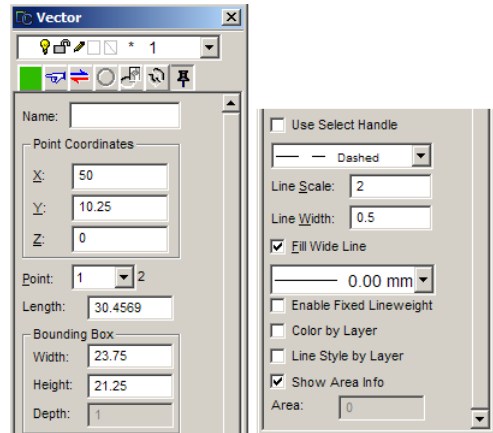 Vector
* 1
Name:
Point Coordinates
X: 50
Y: 10.25
Z: 0
Point: 1 2
Length: 30.4569
Bounding Box
Width: 23.75
Height: 21.25
Depth: 1
Use Select Handle
Dashed
Line Scale: 2
Line Width: 0.5
Fill Wide Line
0.00 mm
Enable Fixed Lineweight
Color by Layer
Line Style by Layer
Show Area Info
Area: 0